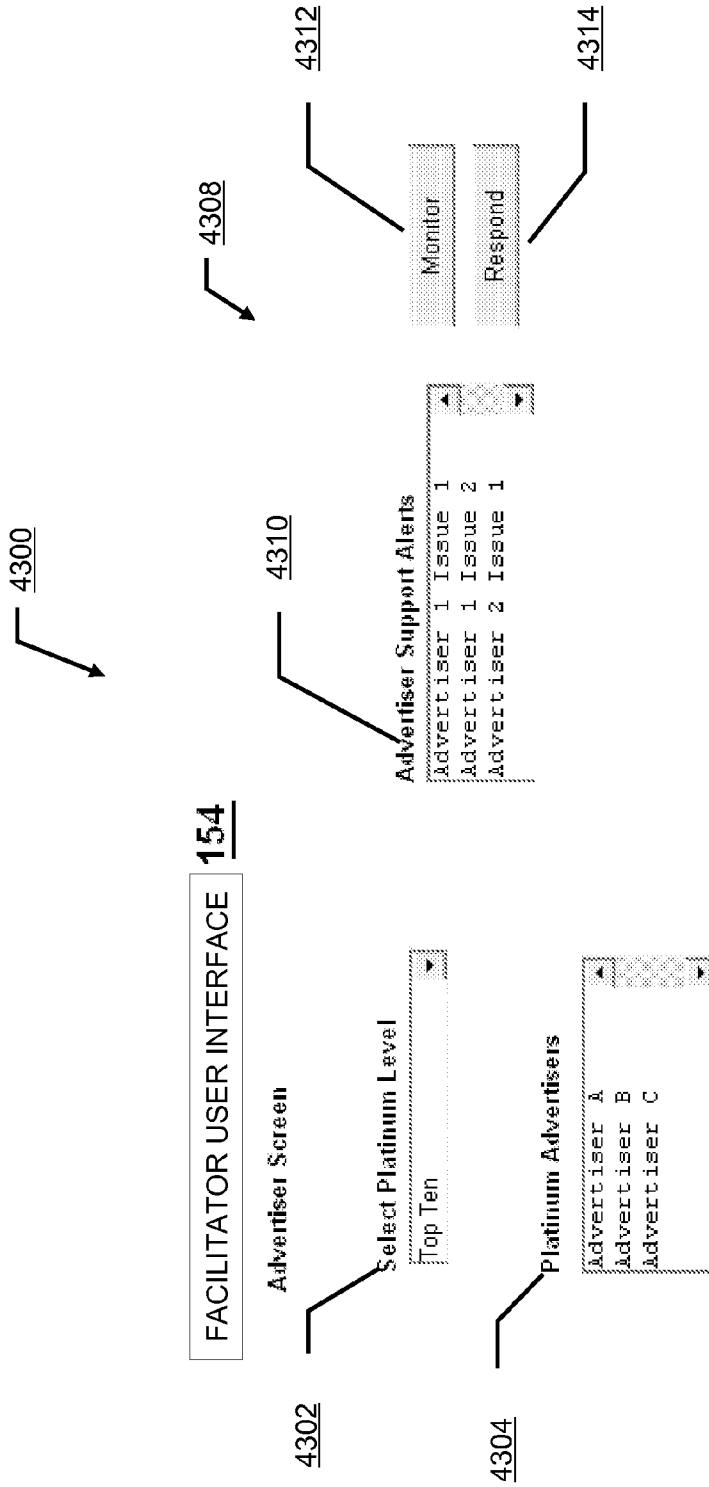 4300
FACILITATOR USER INTERFACE 154
Advertiser Screen
4308
4310
4312
4302
Select Platinum Level
Top Ten
Advertiser Support Alerts
Advertiser 1 Issue 1
Advertiser 1 Issue 2
Advertiser 2 Issue 1
Monitor
Respond
4314
4304
Platinum Advertisers
Advertiser A
Advertiser B
Advertiser C